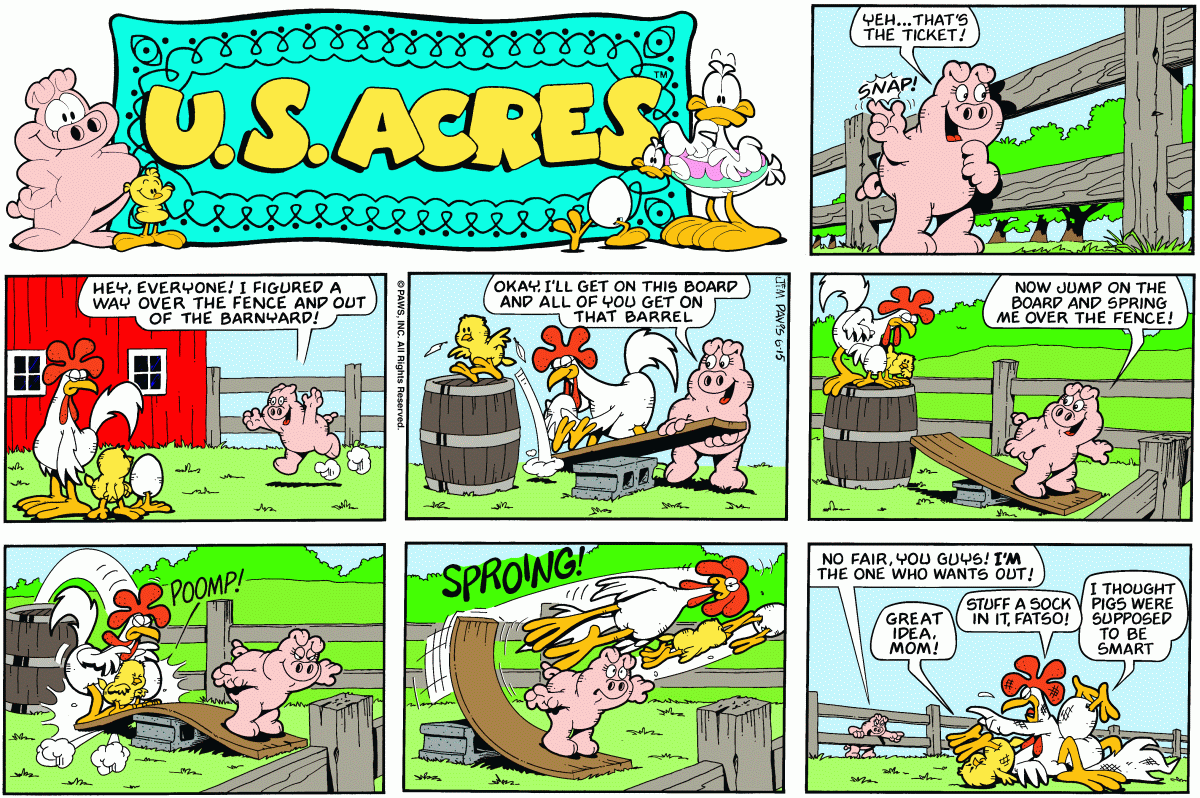 U.S. ACRES
TM
YEH...THAT'S
THE TICKET!
SNAP!
HEY, EVERYONE! I FIGURED A
WAY OVER THE FENCE AND OUT
OF THE BARNYARD!
© PAWS, INC. All Rights Reserved.
OKAY. I'LL GET ON THIS BOARD
AND ALL OF YOU GET ON
THAT BARREL
JIM DAVIS 6-15
NOW JUMP ON THE
BOARD AND SPRING
ME OVER THE FENCE!
POOMP!
SPROING!
NO FAIR, YOU GUYS! I'M
THE ONE WHO WANTS OUT!
GREAT
IDEA,
MOM!
STUFF A SOCK
IN IT, FATSO!
I THOUGHT
PIGS WERE
SUPPOSED
TO BE
SMART